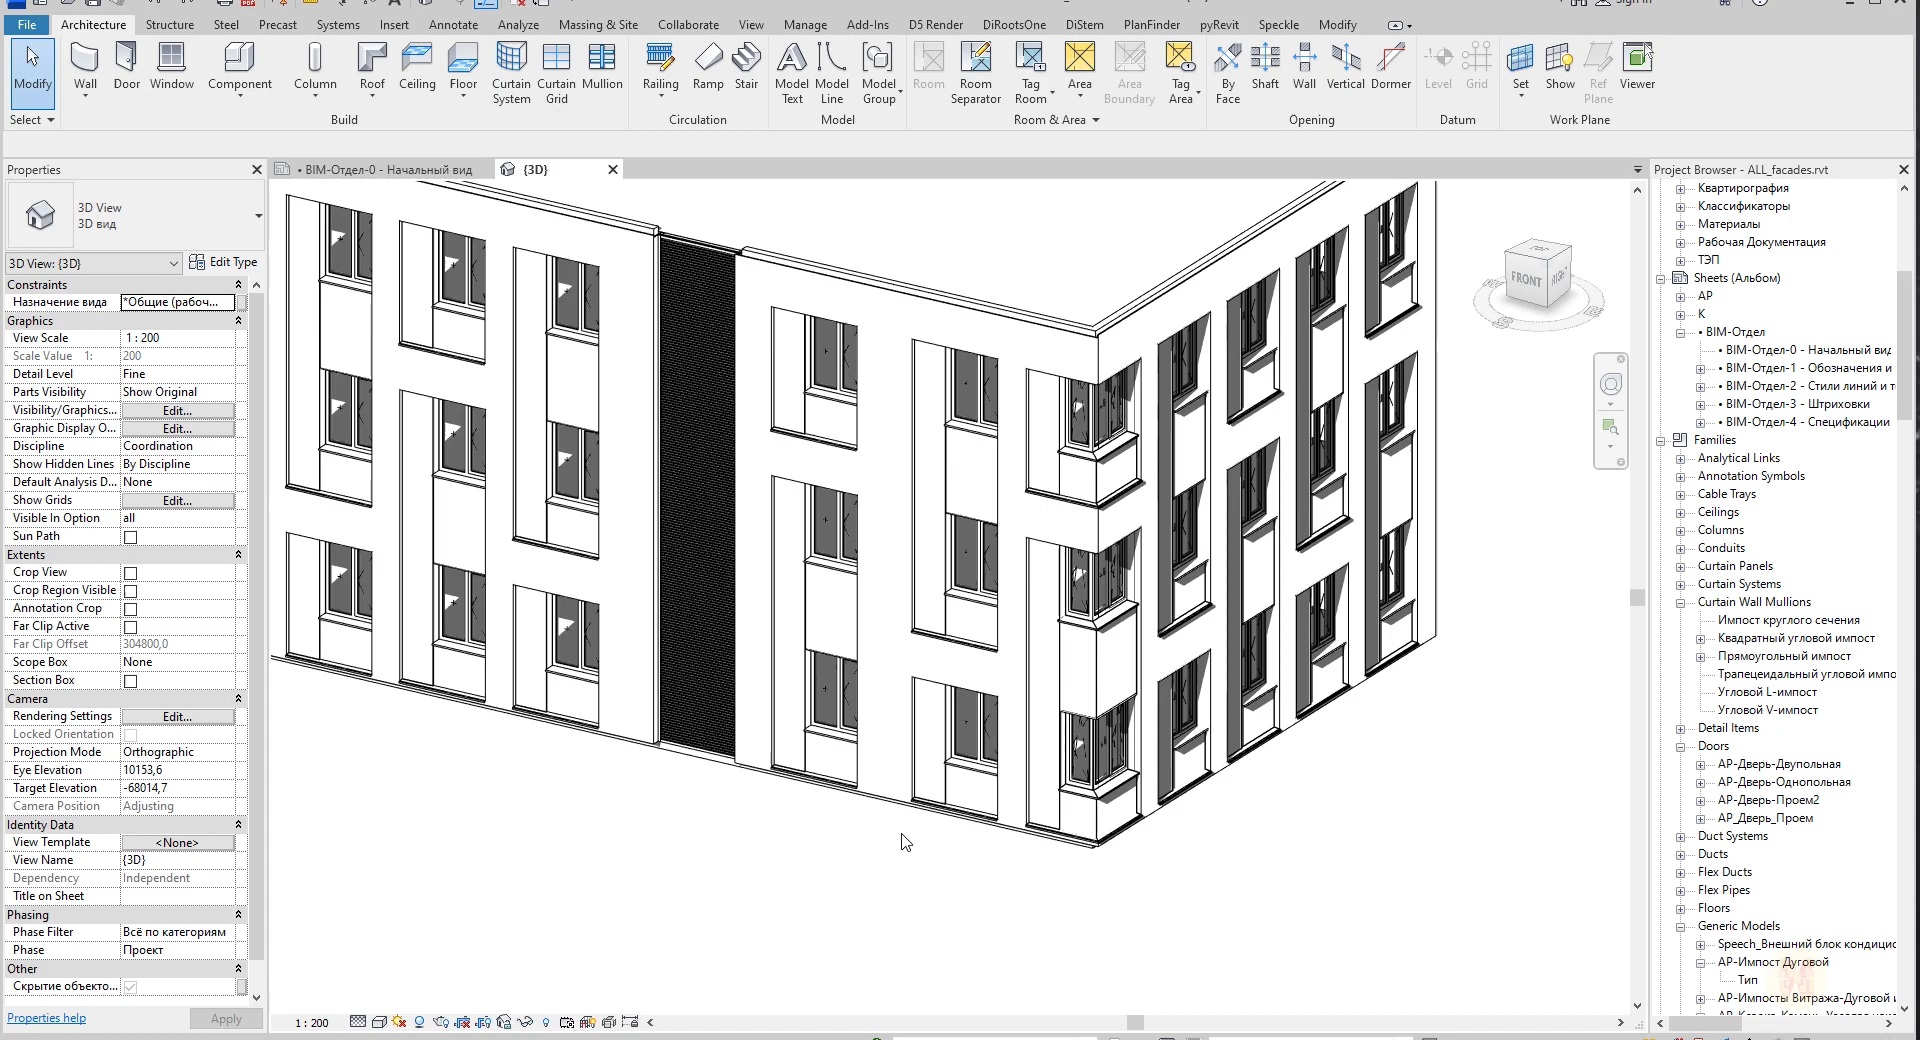 File Architecture Structure Steel Precast Systems Insert Annotate Analyze Massing & Site Collaborate View Manage Add-Ins D5 Render DiRootsOne DiStem PlanFinder pyRevit Speckle Modify
Modify Wall Door Window Component Column Roof Ceiling Floor Curtain System Curtain Grid Mullion Railing Ramp Stair Model Text Model Line Model Group Room Room Separator Tag Room Area Area Boundary Tag Area By Face Shaft Wall Vertical Dormer Level Grid Set Show Ref Plane Viewer
Select Build Circulation Model Room & Area Opening Datum Work Plane
Properties
3D View
3D вид
3D View: {3D} Edit Type
Constraints
Назначение вида *Общие (рабоч...
Graphics
View Scale 1 : 200
Scale Value 1: 200
Detail Level Fine
Parts Visibility Show Original
Visibility/Graphics... Edit...
Graphic Display O... Edit...
Discipline Coordination
Show Hidden Lines By Discipline
Default Analysis D... None
Show Grids Edit...
Visible In Option all
Sun Path
Extents
Crop View
Crop Region Visible
Annotation Crop
Far Clip Active
Far Clip Offset 304800,0
Scope Box None
Section Box
Camera
Rendering Settings Edit...
Locked Orientation
Projection Mode Orthographic
Eye Elevation 10153,6
Target Elevation -68014,7
Camera Position Adjusting
Identity Data
View Template <None>
View Name {3D}
Dependency Independent
Title on Sheet
Phasing
Phase Filter Всё по категориям
Phase Проект
Other
Скрытие объекто...
Properties help Apply
• BIM-Отдел-0 - Начальный вид {3D}
FRONT
RIGHT
1 : 200
Project Browser - ALL_facades.rvt
Квартирография
Классификаторы
Материалы
Рабочая Документация
ТЭП
Sheets (Альбом)
АР
К
• BIM-Отдел
• BIM-Отдел-0 - Начальный вид
• BIM-Отдел-1 - Обозначения и
• BIM-Отдел-2 - Стили линий и т
• BIM-Отдел-3 - Штриховки
• BIM-Отдел-4 - Спецификации
Families
Analytical Links
Annotation Symbols
Cable Trays
Ceilings
Columns
Conduits
Curtain Panels
Curtain Systems
Curtain Wall Mullions
Импост круглого сечения
Квадратный угловой импост
Прямоугольный импост
Трапецеидальный угловой импо
Угловой L-импост
Угловой V-импост
Detail Items
Doors
АР-Дверь-Двупольная
АР-Дверь-Однопольная
АР-Дверь-Проем2
АР_Дверь_Проем
Duct Systems
Ducts
Flex Ducts
Flex Pipes
Floors
Generic Models
Speech_Внешний блок кондицис
АР-Импост Дуговой
Тип
АР-Импосты Витража-Дуговой и